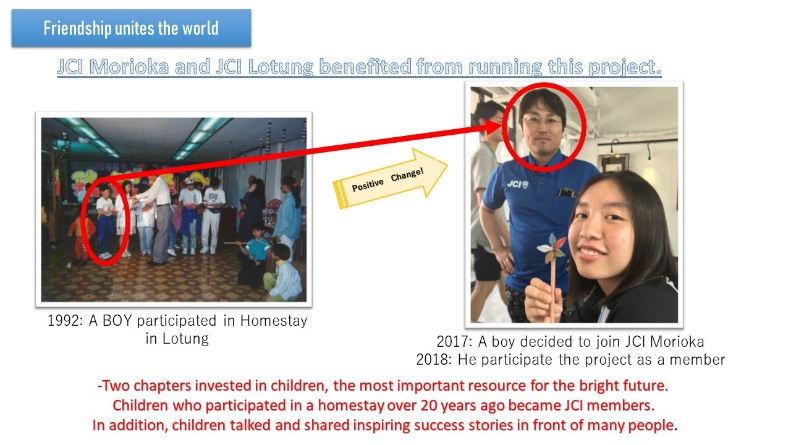 Friendship unites the world
JCI Morioka and JCI Lotung benefited from running this project.
Positive Change!
JCI
1992: A BOY participated in Homestay
in Lotung
2017: A boy decided to join JCI Morioka
2018: He participate the project as a member
-Two chapters invested in children, the most important resource for the bright future.
Children who participated in a homestay over 20 years ago became JCI members.
In addition, children talked and shared inspiring success stories in front of many people.